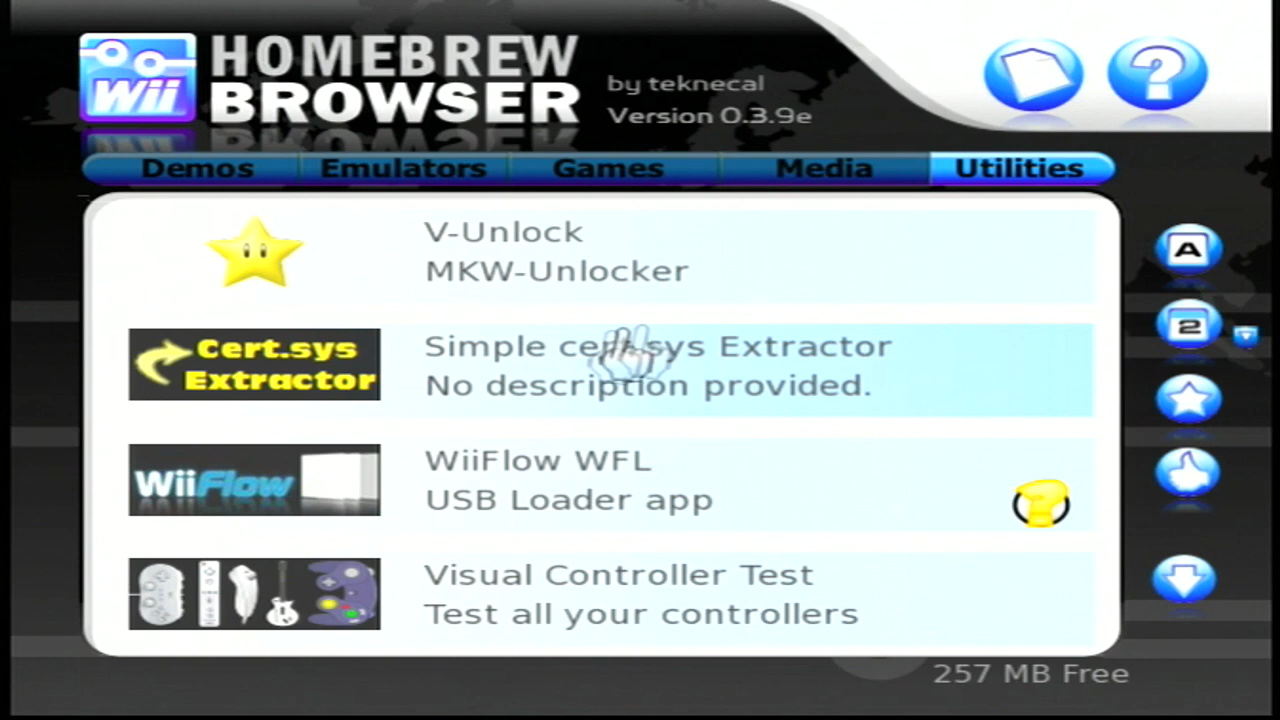 Wii
HOMEBREW
BROWSER
by teknecal
Version 0.3.9e
Demos
Emulators
Games
Media
Utilities
V-Unlock
MKW-Unlocker
Cert.sys
Extractor
Simple cert.sys Extractor
No description provided.
WiiFlow
WiiFlow WFL
USB Loader app
Visual Controller Test
Test all your controllers
A
2
257 MB Free